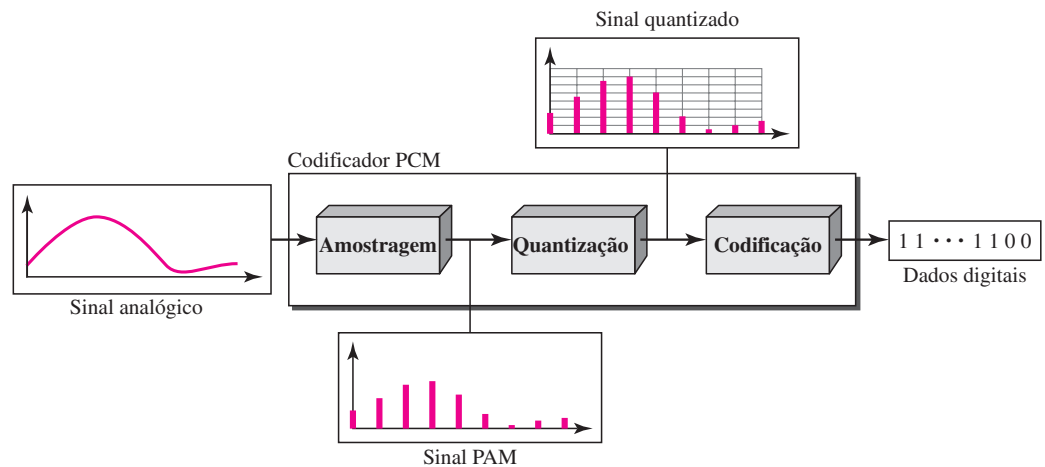 Sinal quantizado
Codificador PCM
Amostragem
Quantização
Codificação
1 1 ••• 1 1 0 0
Dados digitais
Sinal analógico
Sinal PAM